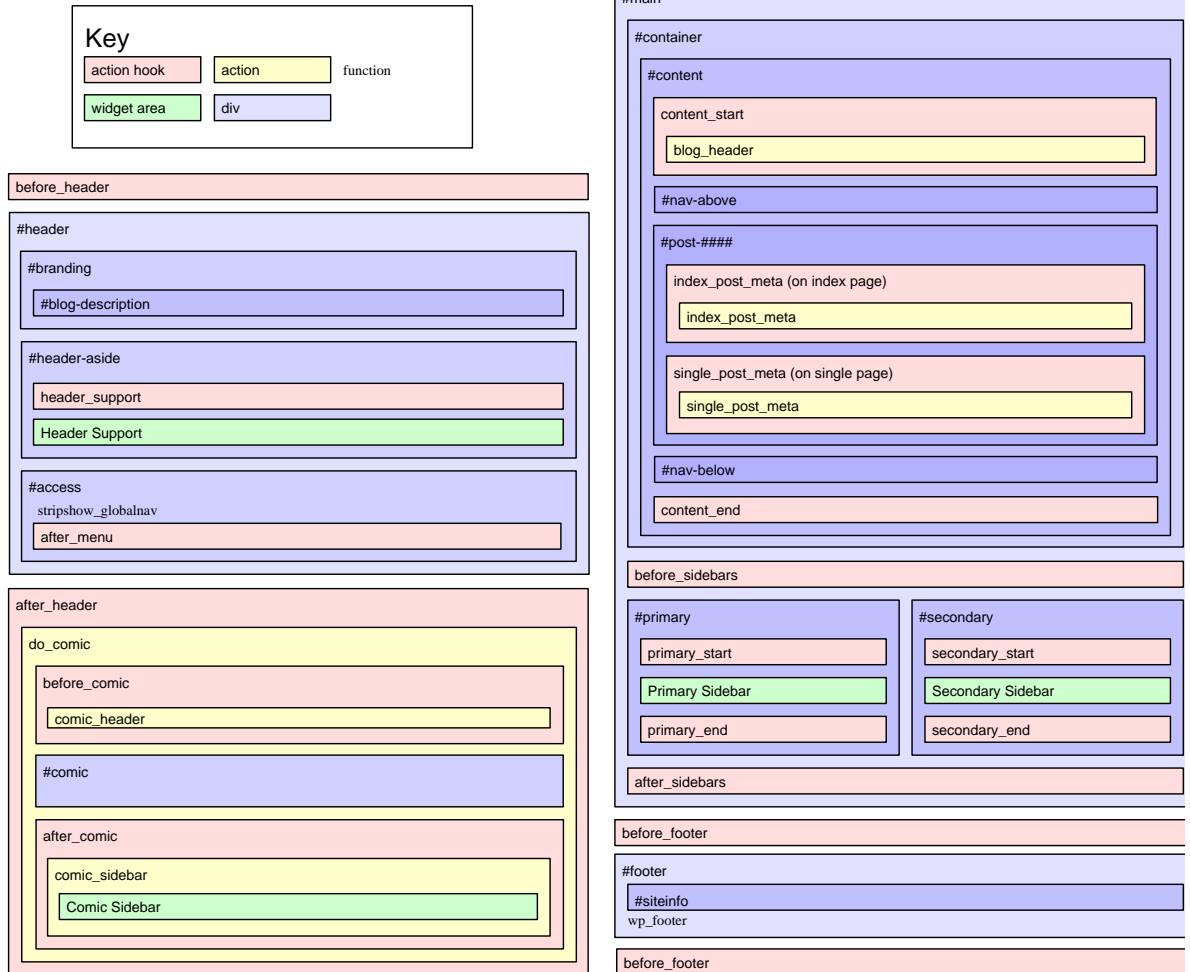 Key
action hook
action
function
widget area
div
before_header
#header
#branding
#blog-description
#header-aside
header_support
Header Support
#access
stripshow_globalnav
after_menu
after_header
do_comic
before_comic
comic_header
#comic
after_comic
comic_sidebar
Comic Sidebar
#main
#container
#content
content_start
blog_header
#nav-above
#post-####
index_post_meta (on index page)
index_post_meta
single_post_meta (on single page)
single_post_meta
#nav-below
content_end
before_sidebars
#primary
primary_start
Primary Sidebar
primary_end
#secondary
secondary_start
Secondary Sidebar
secondary_end
after_sidebars
before_footer
#footer
#siteinfo
wp_footer
before_footer